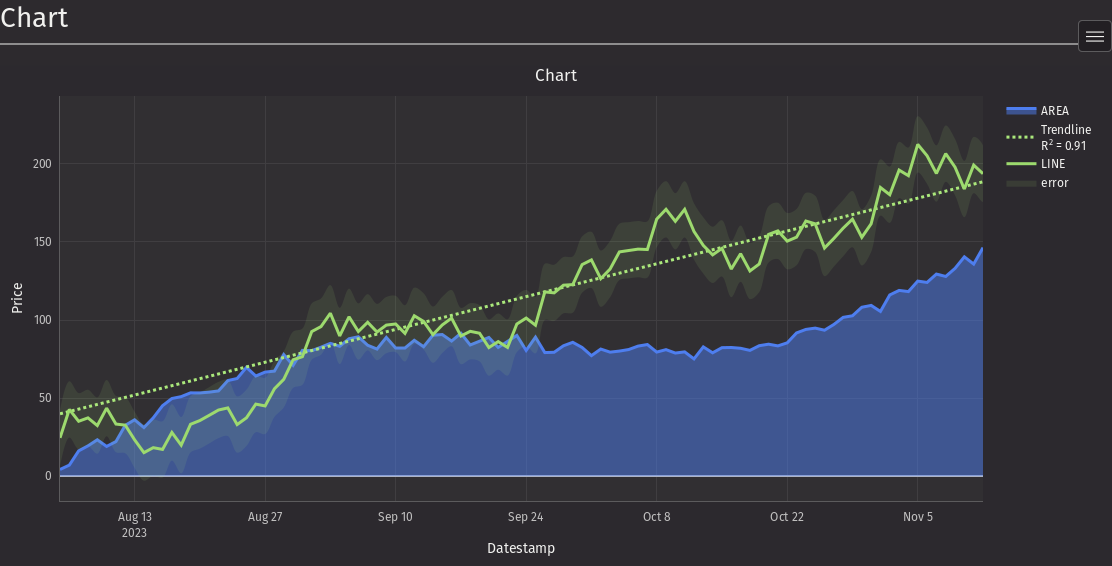 Chart
Chart
AREA
Trendline
R² = 0.91
LINE
error
Price
200
150
100
50
0
Aug 13
2023
Aug 27
Sep 10
Sep 24
Oct 8
Oct 22
Nov 5
Datestamp